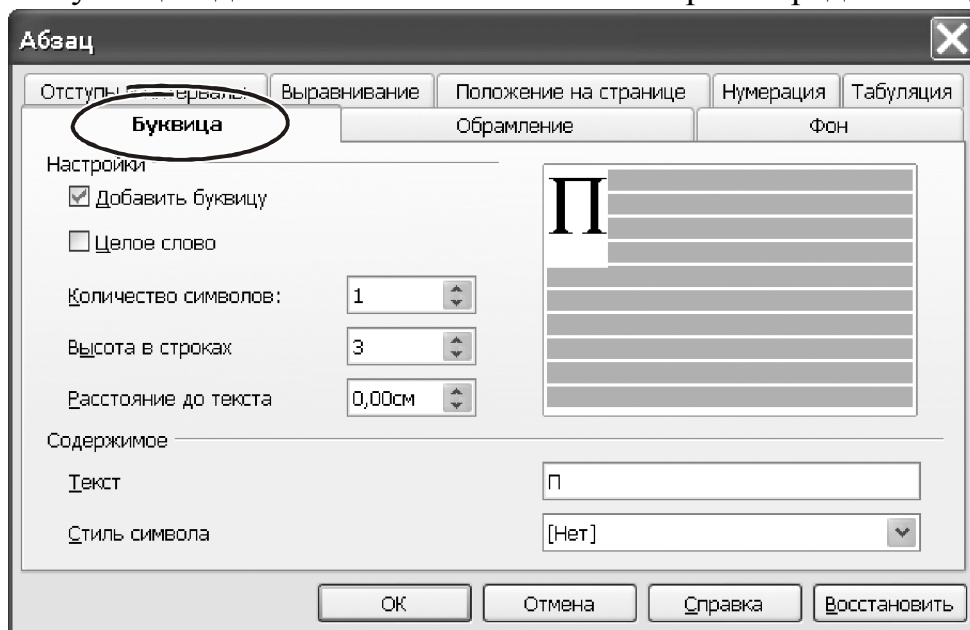 Абзац
Отступы интервалы Выравнивание Положение на странице Нумерация Табуляция
Буквица Обрамление Фон
Настройки
Добавить буквицу
Целое слово
Количество символов: 1
Высота в строках 3
Расстояние до текста 0,00см
П
Содержимое
Текст П
Стиль символа [Нет]
ОК Отмена Справка Восстановить